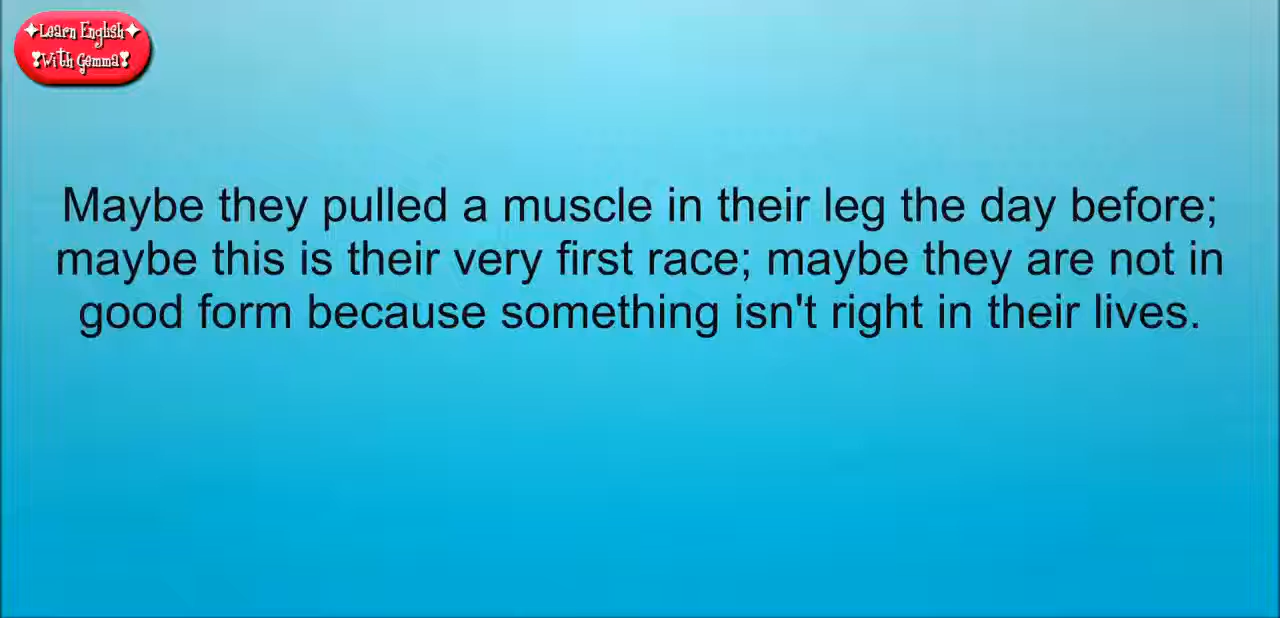 ✦Learn English✦
❣With Gemma❣
Maybe they pulled a muscle in their leg the day before;
maybe this is their very first race; maybe they are not in
good form because something isn't right in their lives.